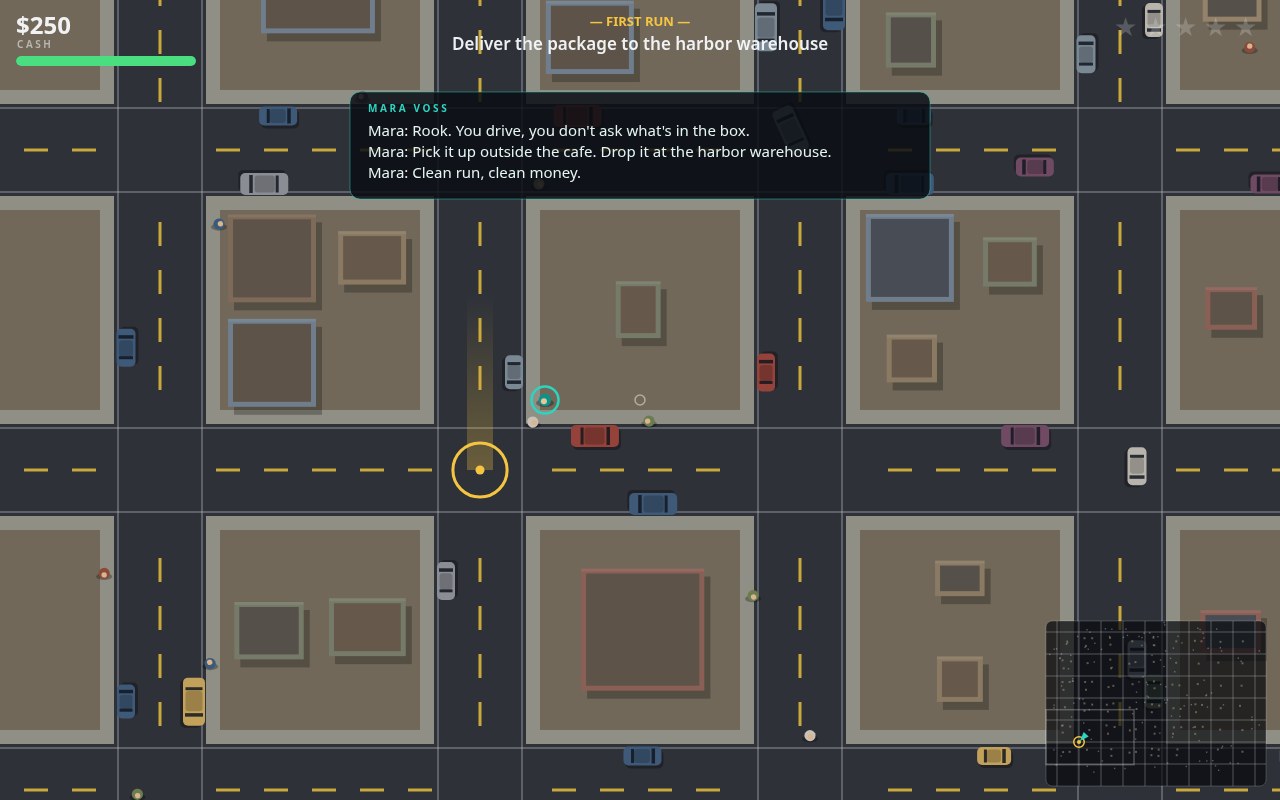 $250
CASH
— FIRST RUN —
Deliver the package to the harbor warehouse
MARA VOSS
Mara: Rook. You drive, you don't ask what's in the box.
Mara: Pick it up outside the cafe. Drop it at the harbor warehouse.
Mara: Clean run, clean money.